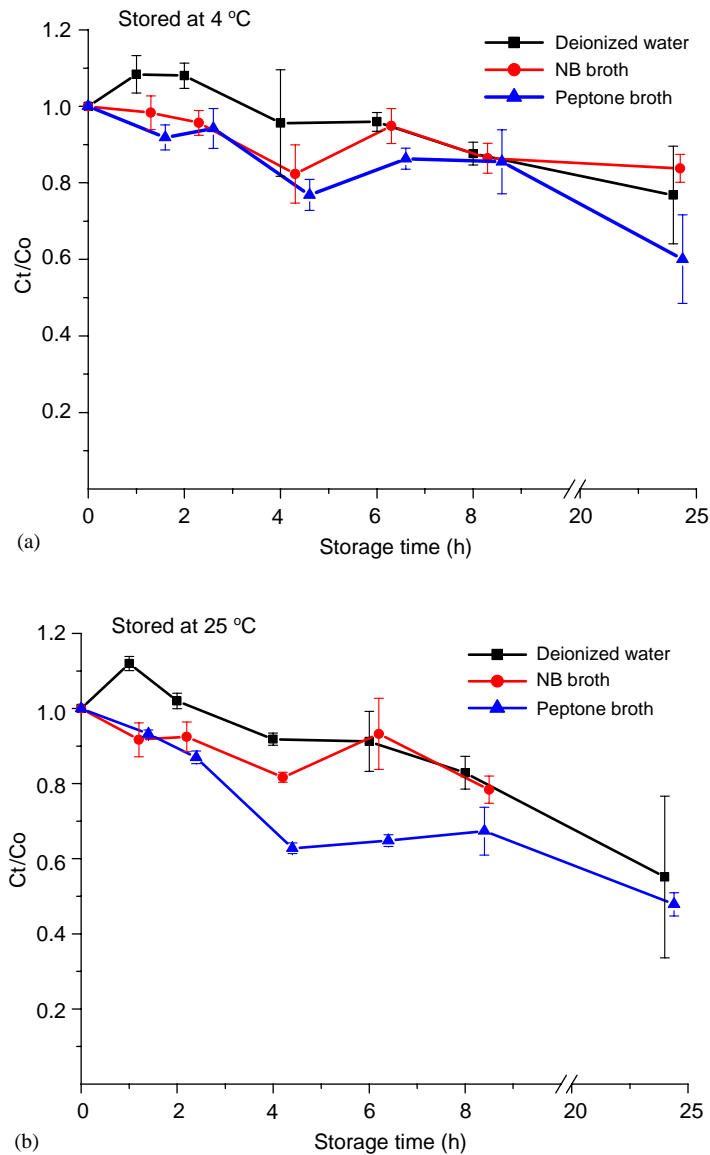 Stored at 4 °C
Deionized water
NB broth
Peptone broth
1.2
1.0
0.8
0.6
0.4
0.2
Ct/Co
0 2 4 6 8 20 25
Storage time (h)
(a)
Stored at 25 °C
Deionized water
NB broth
Peptone broth
1.2
1.0
0.8
0.6
0.4
0.2
Ct/Co
0 2 4 6 8 20 25
Storage time (h)
(b)